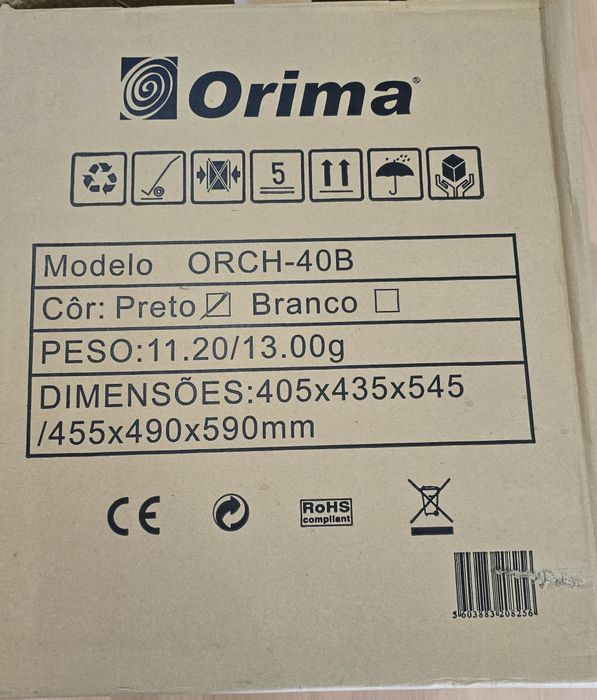 Orima®
5
Modelo ORCH-40B
Côr: Preto Branco
PESO:11.20/13.00g
DIMENSÕES:405x435x545
/455x490x590mm
CE
RoHS
compliant
5603883208256